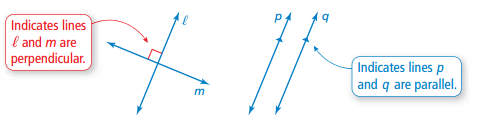 Indicates lines
ℓ and m are
perpendicular.
ℓ
m
p
q
Indicates lines p
and q are parallel.